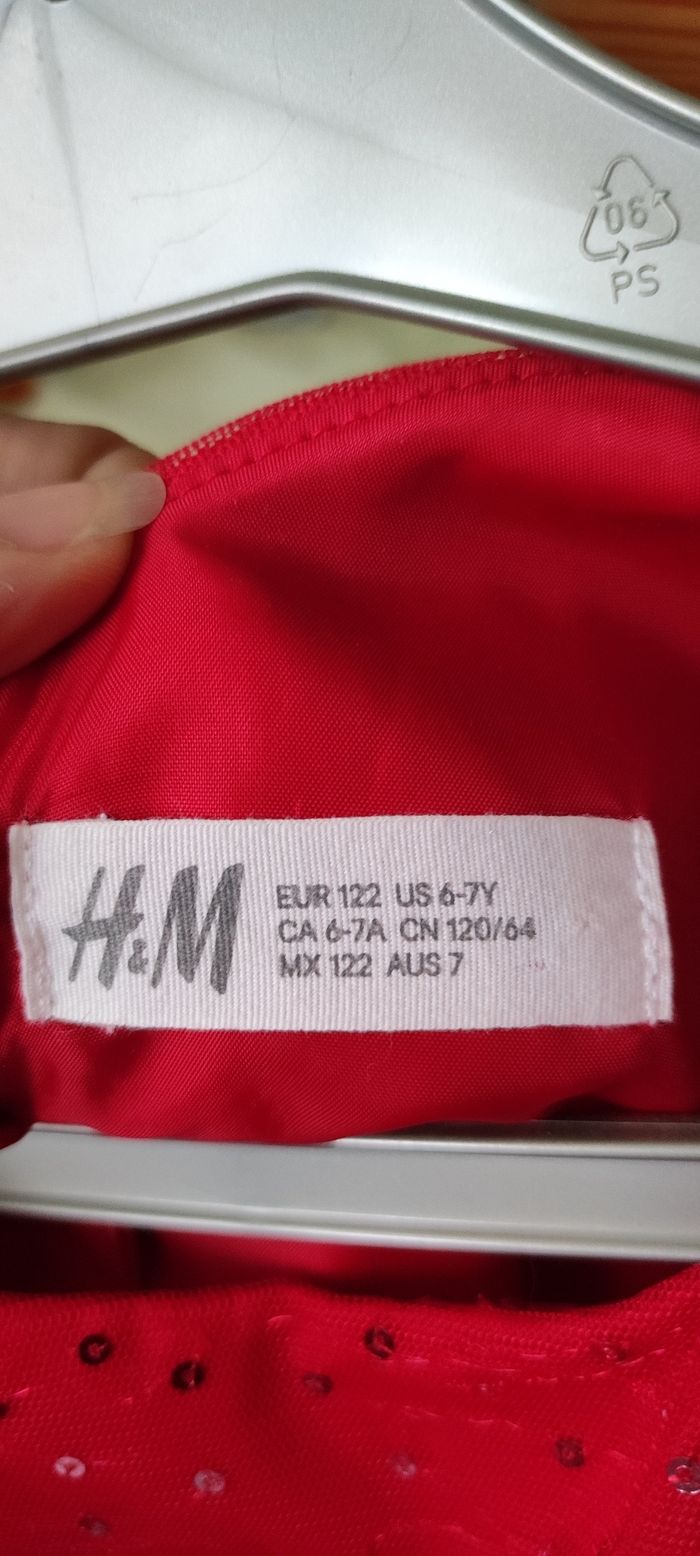 06
PS
H&M
EUR 122 US 6-7Y
CA 6-7A CN 120/64
MX 122 AUS 7